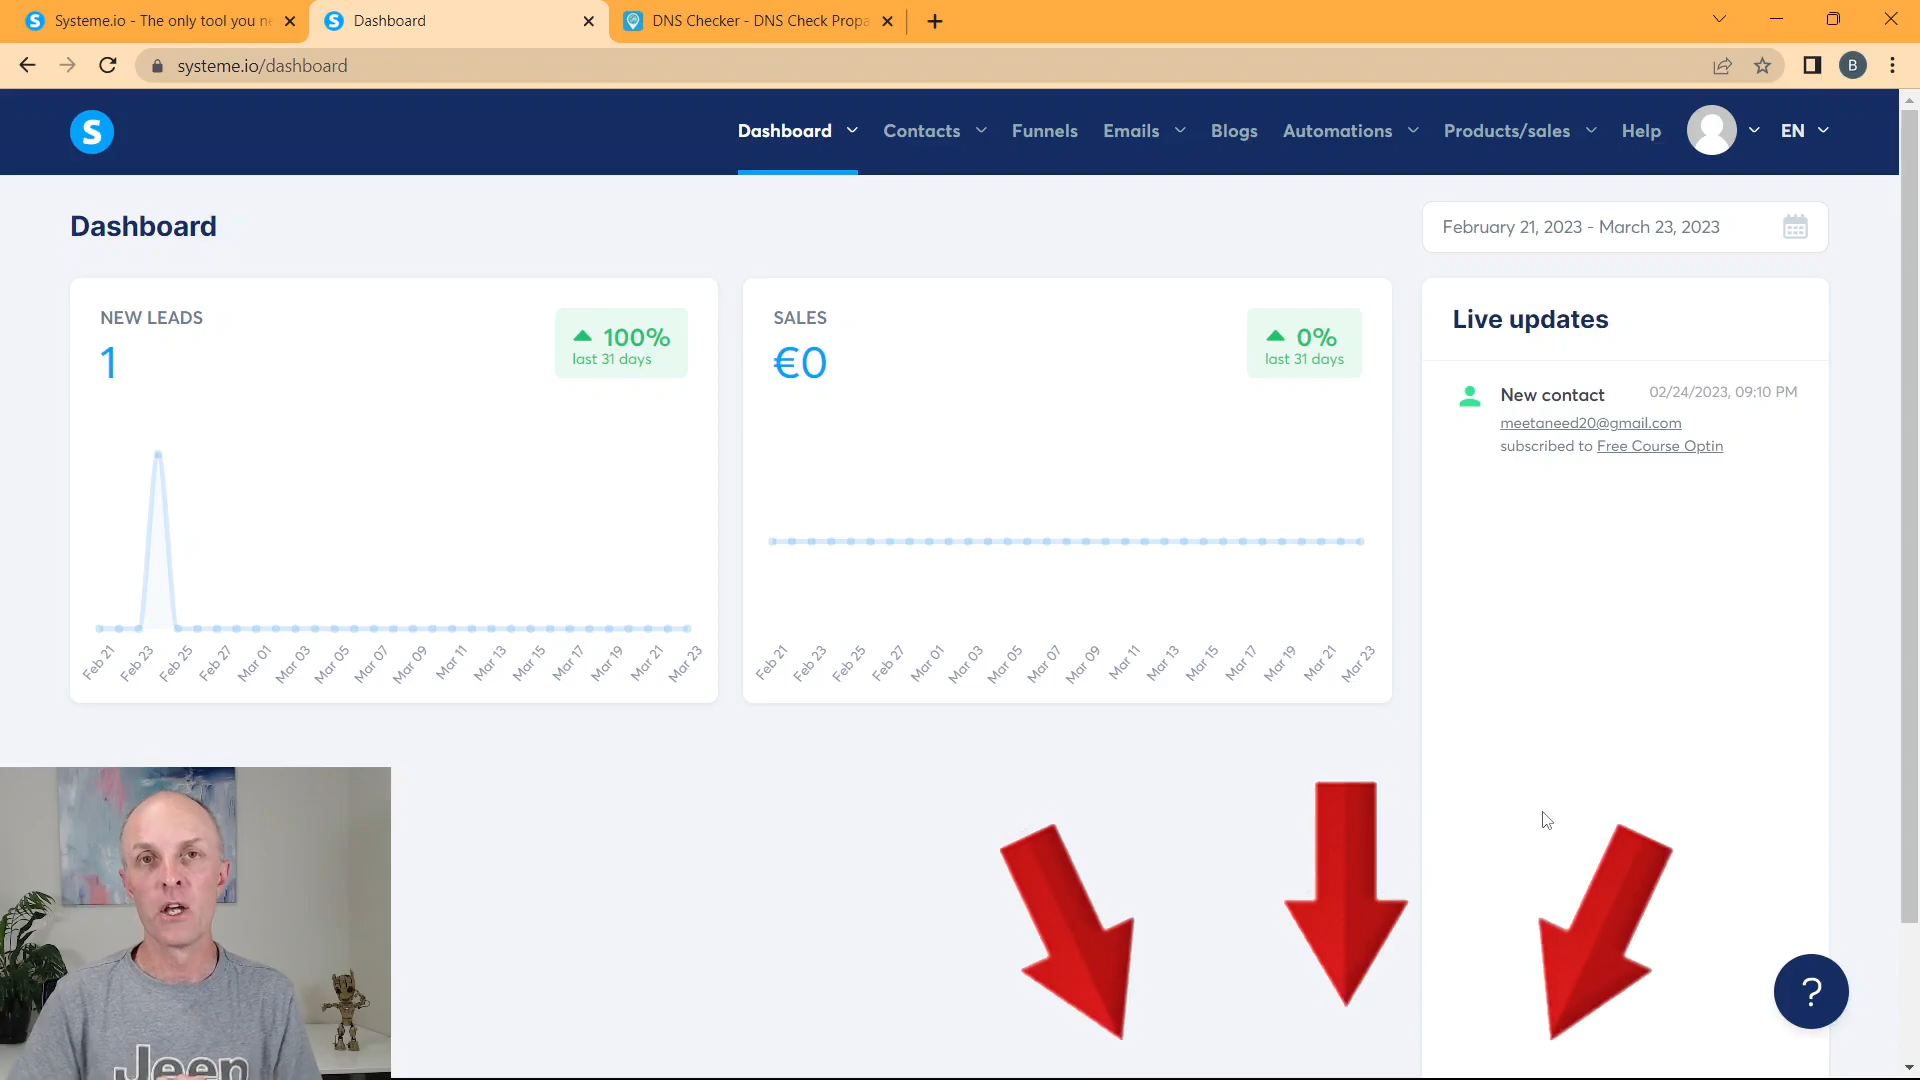 Systeme.io - The only tool you ne
Dashboard
DNS Checker - DNS Check Propa
systeme.io/dashboard
B
S
Dashboard
Contacts
Funnels
Emails
Blogs
Automations
Products/sales
Help
EN
Dashboard
February 21, 2023 - March 23, 2023
NEW LEADS
1
100%
last 31 days
Feb 21 Feb 23 Feb 25 Feb 27 Mar 01 Mar 03 Mar 05 Mar 07 Mar 09 Mar 11 Mar 13 Mar 15 Mar 17 Mar 19 Mar 21 Mar 23
SALES
€0
0%
last 31 days
Feb 21 Feb 23 Feb 25 Feb 27 Mar 01 Mar 03 Mar 05 Mar 07 Mar 09 Mar 11 Mar 13 Mar 15 Mar 17 Mar 19 Mar 21 Mar 23
Live updates
New contact
02/24/2023, 09:10 PM
meetaneed20@gmail.com
subscribed to Free Course Optin
?
Jeep